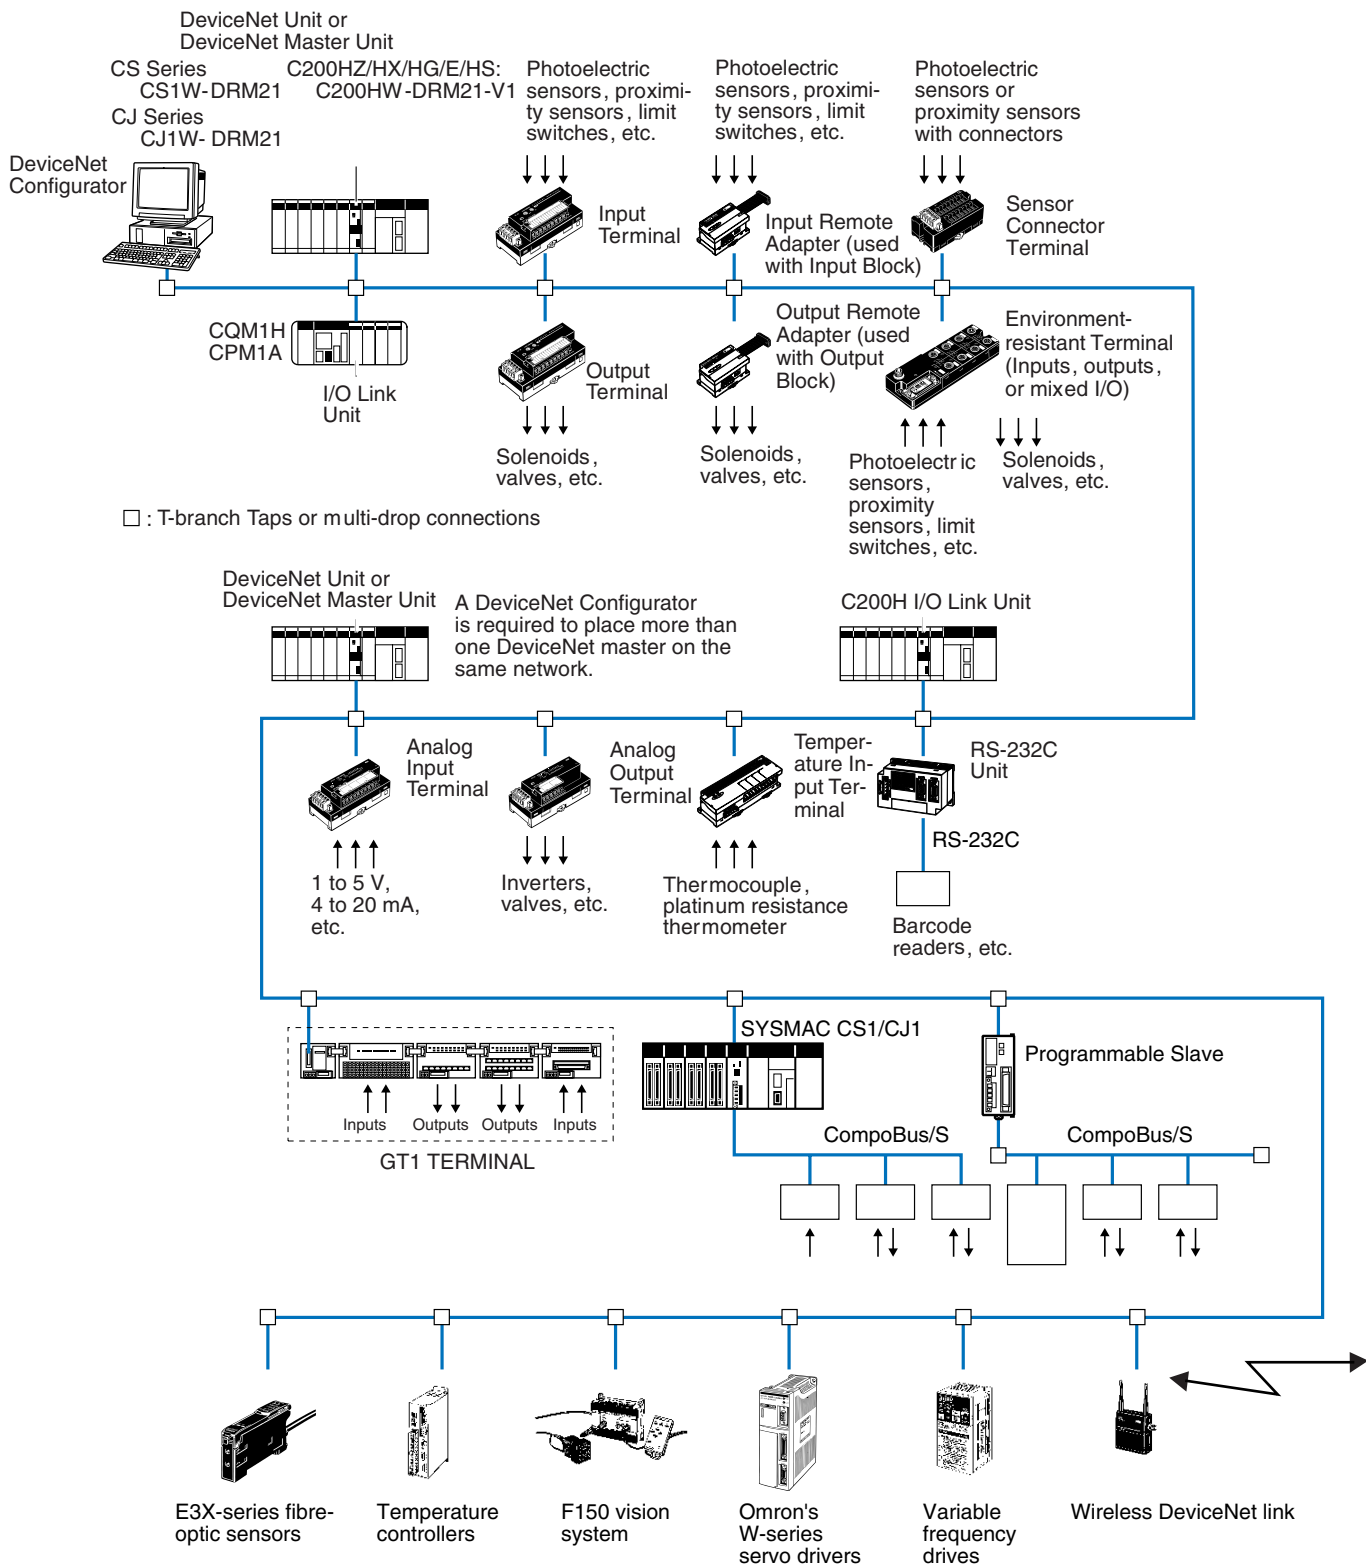 DeviceNet Unit or
DeviceNet Master Unit
CS Series
CS1W-DRM21
CJ Series
CJ1W- DRM21
C200HZ/HX/HG/E/HS:
C200HW-DRM21-V1
Photoelectric
sensors, proximi-
ty sensors, limit
switches, etc.
Photoelectric
sensors, proximi-
ty sensors, limit
switches, etc.
Photoelectric
sensors or
proximity sensors
with connectors
DeviceNet
Configurator
Input
Terminal
Input Remote
Adapter (used
with Input Block)
Sensor
Connector
Terminal
CQM1H
CPM1A
I/O Link
Unit
Output
Terminal
Output Remote
Adapter (used
with Output
Block)
Environment-
resistant Terminal
(Inputs, outputs,
or mixed I/O)
Solenoids,
valves, etc.
Solenoids,
valves, etc.
Photoelectric
sensors,
proximity
sensors, limit
switches, etc.
Solenoids,
valves, etc.
: T-branch Taps or multi-drop connections
DeviceNet Unit or
DeviceNet Master Unit
A DeviceNet Configurator
is required to place more than
one DeviceNet master on the
same network.
C200H I/O Link Unit
Analog
Input
Terminal
Analog
Output
Terminal
Temper-
ature In-
put Ter-
minal
RS-232C
Unit
RS-232C
1 to 5 V,
4 to 20 mA,
etc.
Inverters,
valves, etc.
Thermocouple,
platinum resistance
thermometer
Barcode
readers, etc.
SYSMAC CS1/CJ1
Programmable Slave
Inputs
Outputs
Outputs
Inputs
GT1 TERMINAL
CompoBus/S
CompoBus/S
E3X-series fibre-
optic sensors
Temperature
controllers
F150 vision
system
Omron's
W-series
servo drivers
Variable
frequency
drives
Wireless DeviceNet link